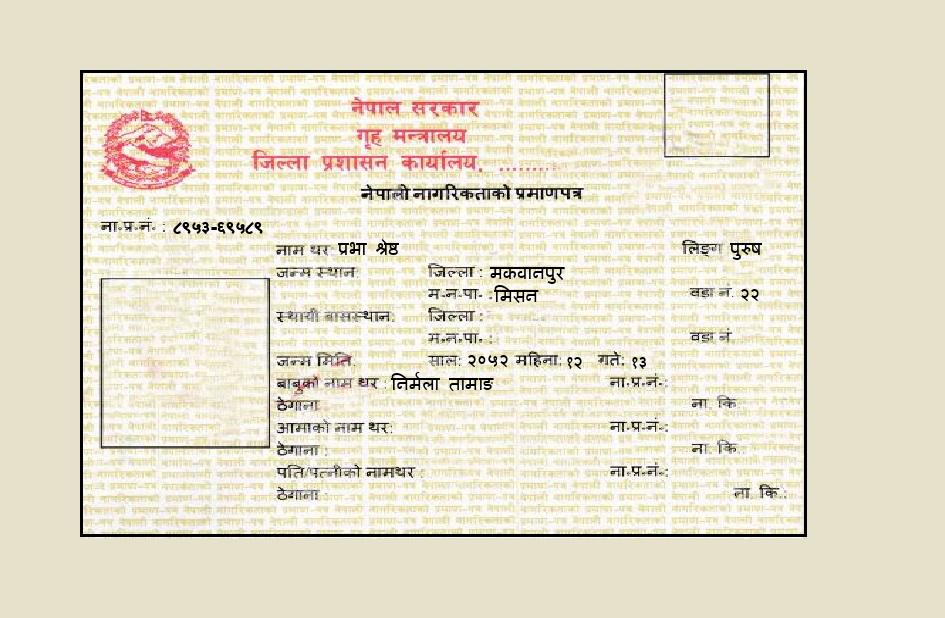 नेपाल सरकार
गृह मन्त्रालय
जिल्ला प्रशासन कार्यालय, .........
नेपाली नागरिकताको प्रमाणपत्र
ना.प्र.नं. : ८९५३-६९५८९
नाम थर: प्रभा श्रेष्ठ लिङ्ग पुरुष
जन्म स्थान: जिल्ला : मकवानपुर
म.न.पा. :मिसन वडा नं. २२
स्थायी बासस्थान: जिल्ला :
म.न.पा. : वडा नं
जन्म मिति: साल: २०५२ महिना: १२ गते: १३
बाबुको नाम थर : निर्मला तामाङ ना.प्र.नं.:
ठेगाना ना. कि.
आमाको नाम थर: ना.प्र.नं.:
ठेगाना : ना. कि.
पति/पत्नीको नामथर : ना.प्र.नं.:
ठेगाना : ना. कि.: